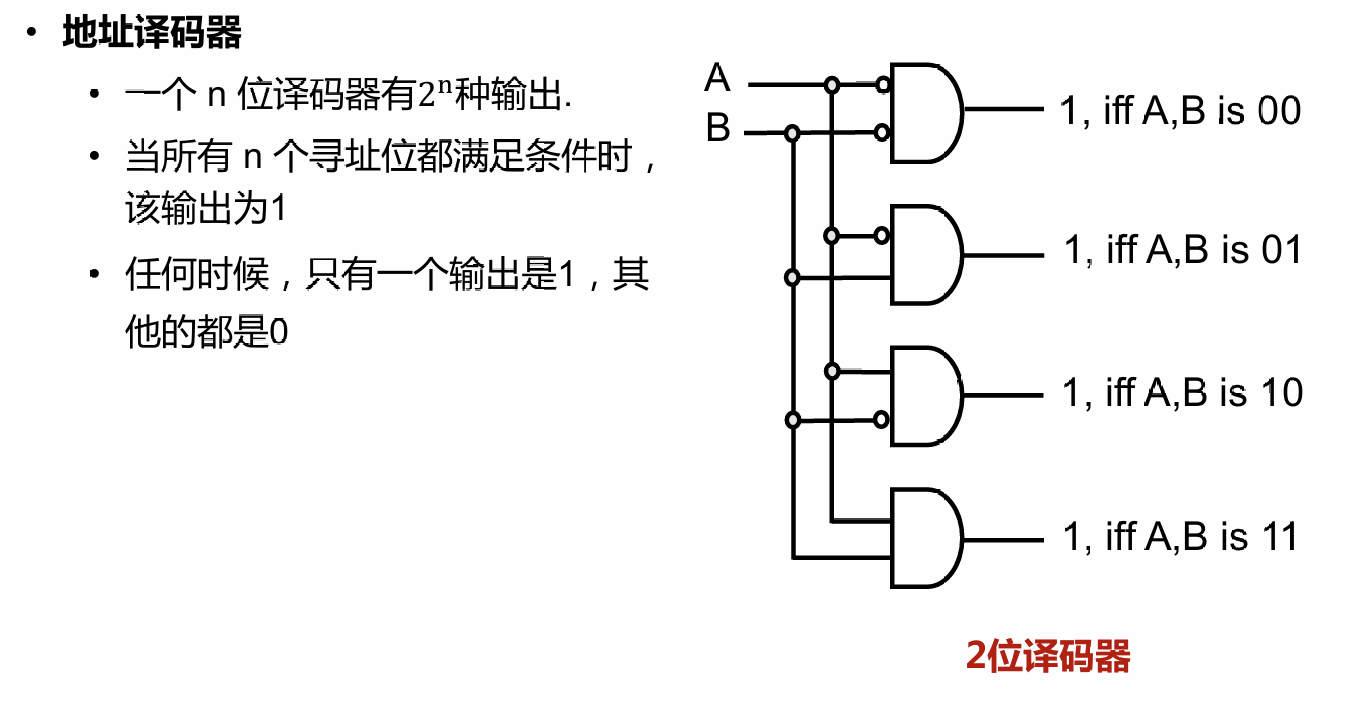 • 地址译码器
• 一个 n 位译码器有2ⁿ种输出.
• 当所有 n 个寻址位都满足条件时，
该输出为1
• 任何时候，只有一个输出是1，其
他的都是0
A
B
1, iff A,B is 00
1, iff A,B is 01
1, iff A,B is 10
1, iff A,B is 11
2位译码器